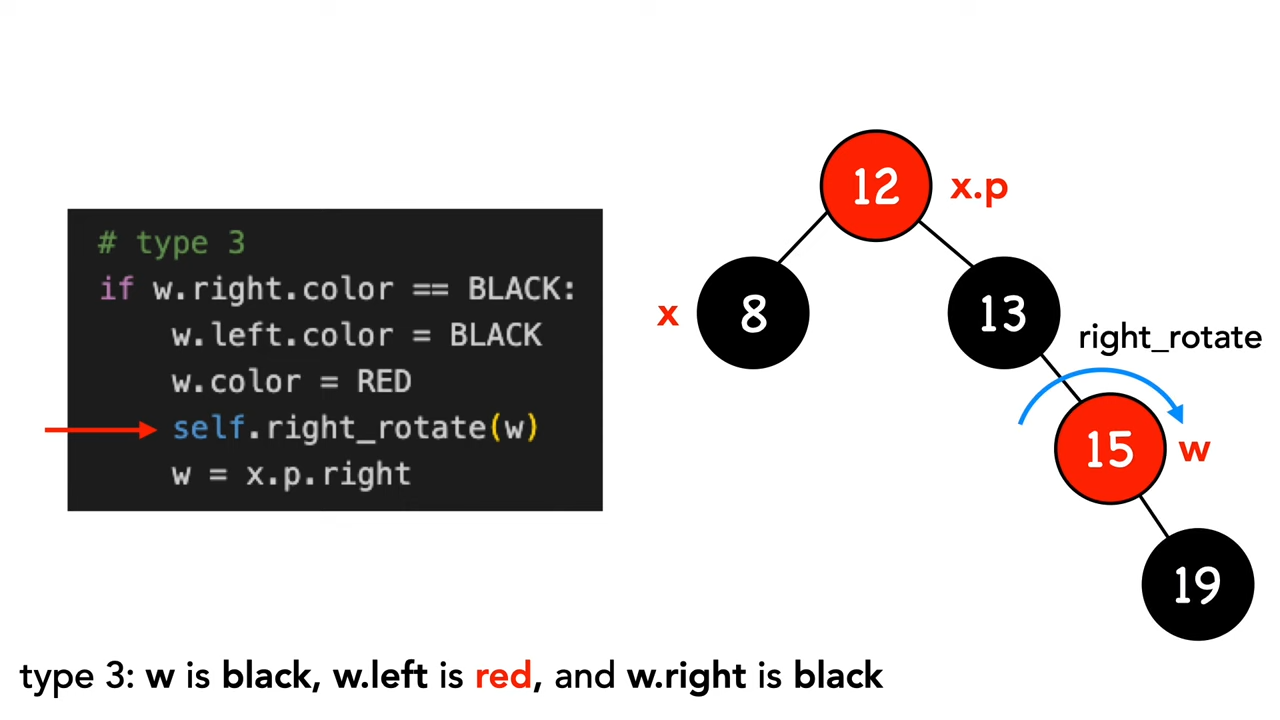 # type 3
if w.right.color == BLACK:
w.left.color = BLACK
w.color = RED
self.right_rotate(w)
w = x.p.right
12
x.p
x
8
13
right_rotate
15
w
19
type 3: w is black, w.left is red, and w.right is black